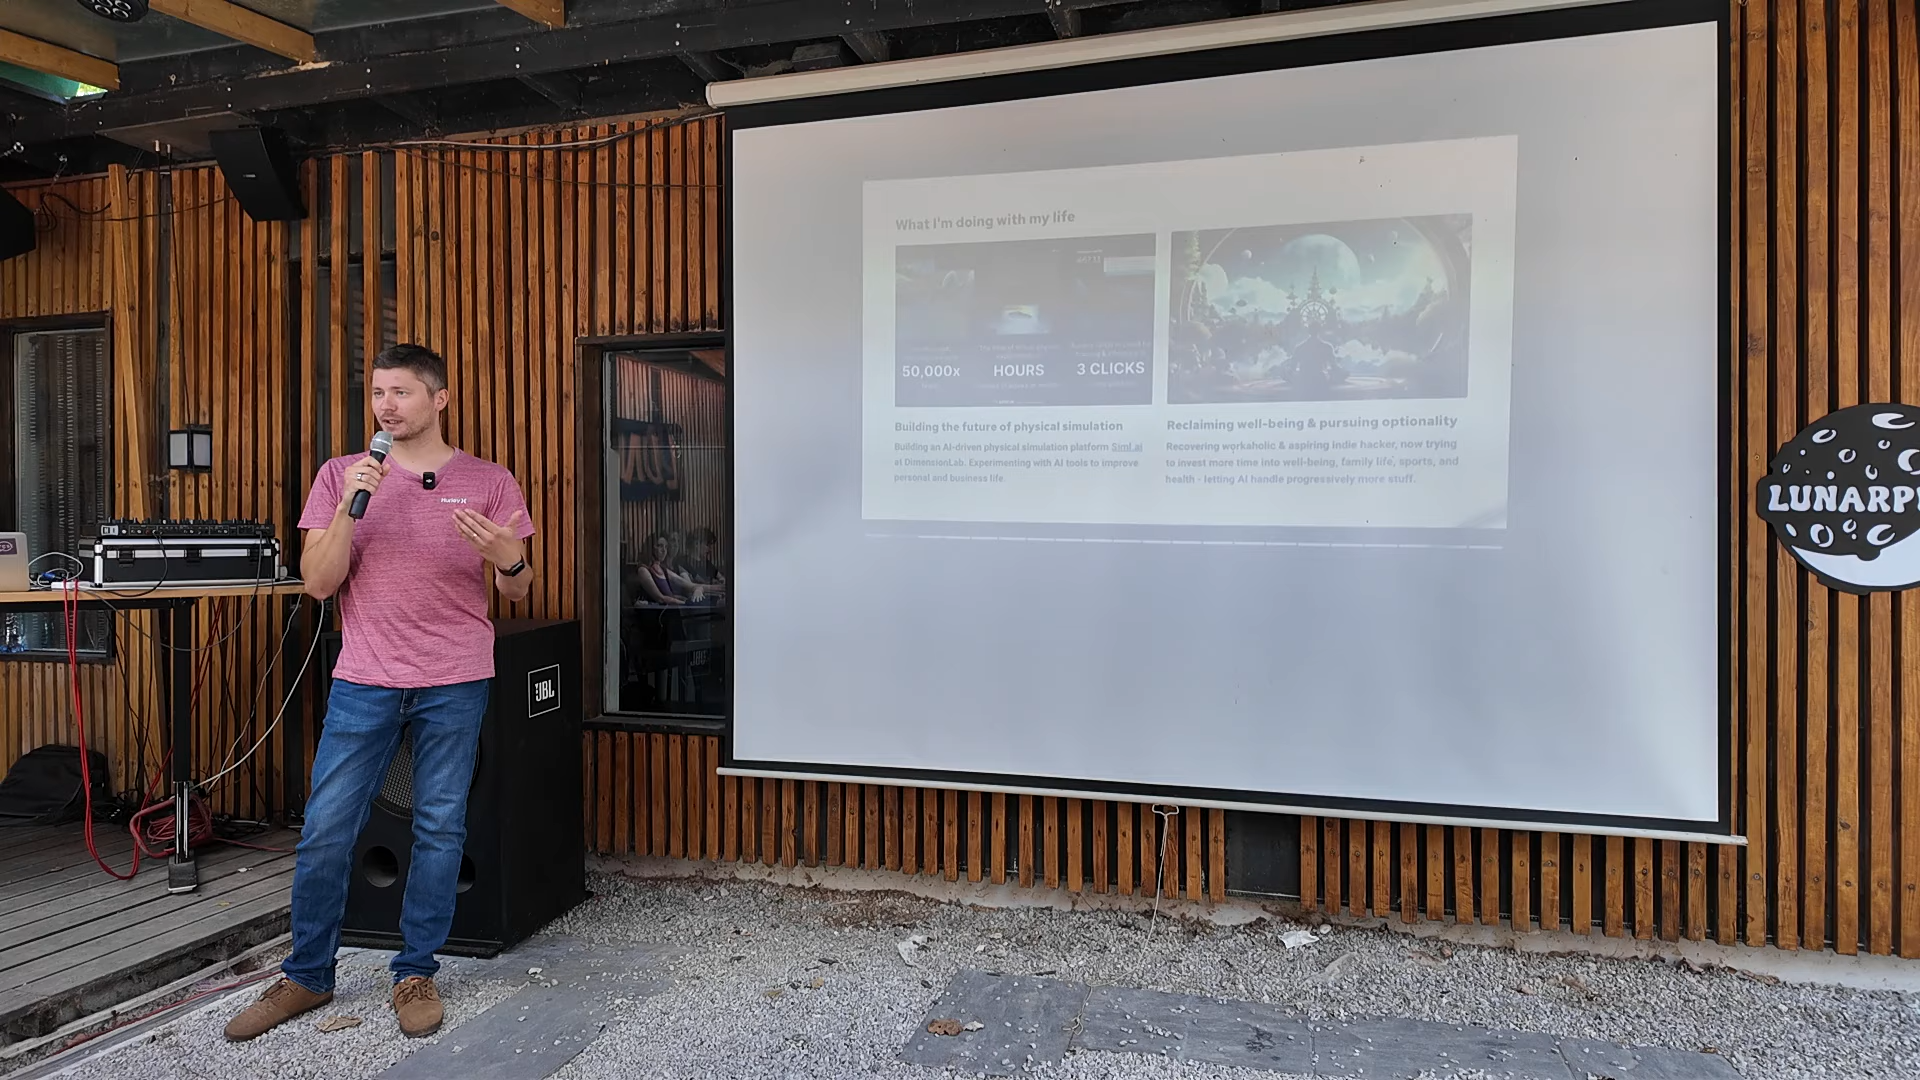 What I'm doing with my life
50,000x
HOURS
3 CLICKS
Building the future of physical simulation
Building an AI-driven physical simulation platform SimLai
at DimensionLab. Experimenting with AI tools to improve
personal and business life.
Reclaiming well-being & pursuing optionality
Recovering workaholic & aspiring indie hacker, now trying
to invest more time into well-being, family life, sports, and
health - letting AI handle progressively more stuff.
Hurley
JBL
LUNARP